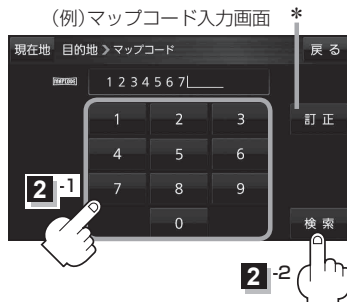 (例)マップコード入力画面 *
現在地 目的地 > マップコード 戻る
MAPCODE 1234567
1 2 3 訂正
4 5 6
7 8 9
0 検索
2-1
2-2